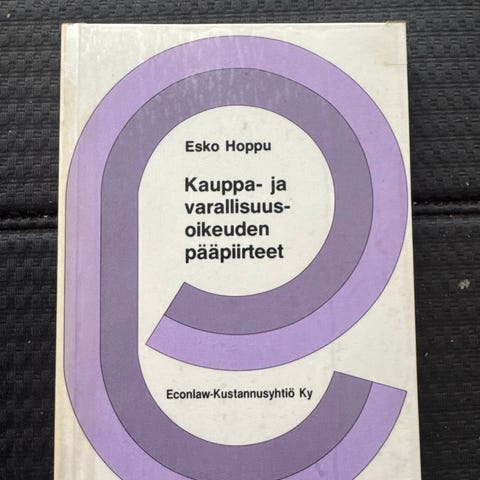 Esko Hoppu
Kauppa- ja
varallisuus-
oikeuden
pääpiirteet
Econlaw-Kustannusyhtiö Ky